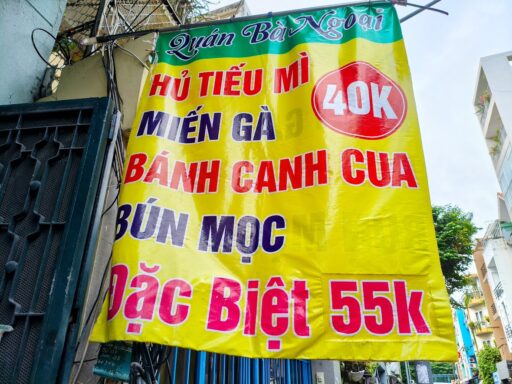 Quán Bà Ngoại
HỦ TIẾU MÌ
40K
MIẾN GÀ
BÁNH CANH CUA
BÚN MỌC
Đặc Biệt 55k